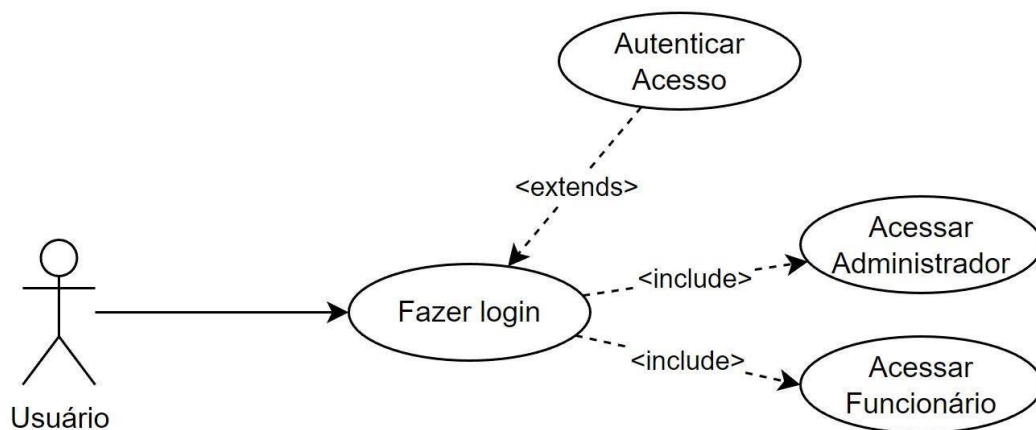 Autenticar
Acesso
<extends>
Acessar
Administrador
<include>
Fazer login
<include>
Acessar
Funcionário
Usuário